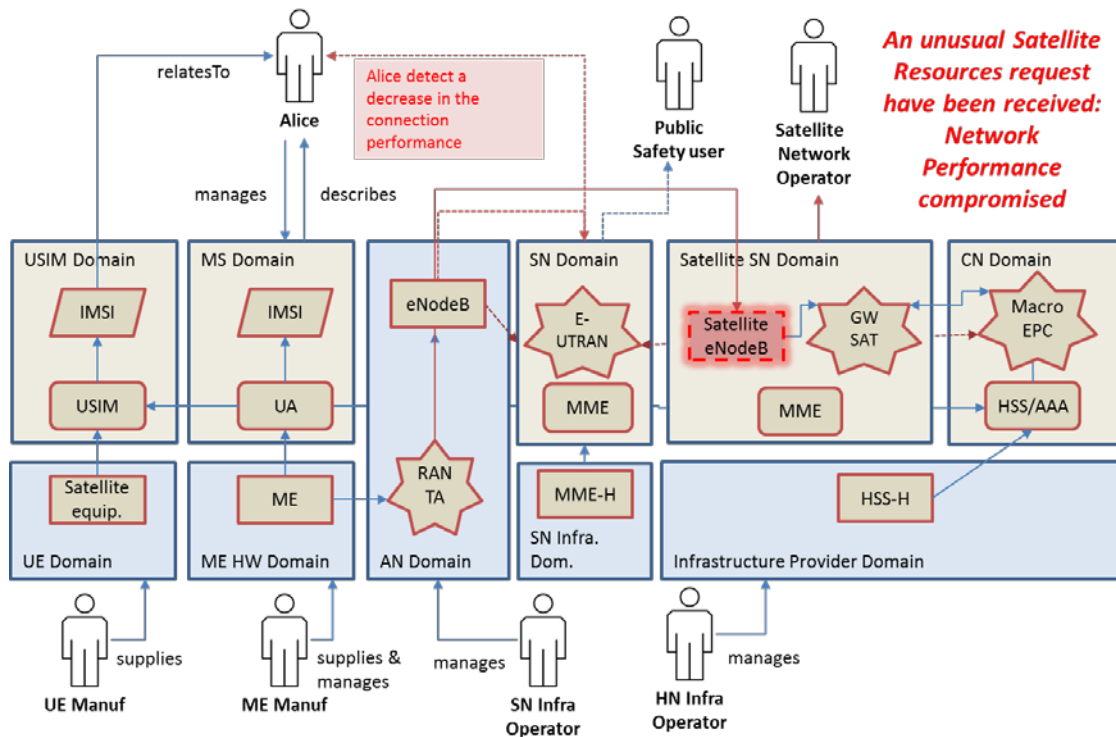 An unusual Satellite
Resources request
have been received:
Network
Performance
compromised
relatesTo
Alice detect a
decrease in the
connection
performance
Alice
Public
Safety user
Satellite
Network
Operator
manages
describes
USIM Domain
MS Domain
SN Domain
Satellite SN Domain
CN Domain
IMSI
IMSI
eNodeB
E-
UTRAN
Satellite
eNodeB
GW
SAT
Macro
EPC
USIM
UA
MME
MME
HSS/AAA
Satellite
equip.
ME
RAN
TA
MME-H
HSS-H
SN Infra.
Dom.
UE Domain
ME HW Domain
AN Domain
Infrastructure Provider Domain
supplies
supplies &
manages
manages
manages
UE Manuf
ME Manuf
SN Infra
Operator
HN Infra
Operator